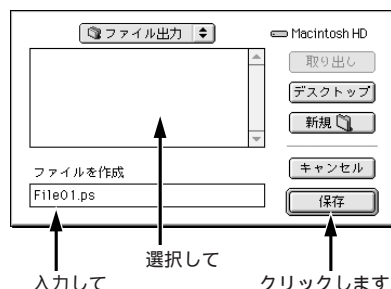 ファイル出力
Macintosh HD
取り出し
デスクトップ
新規
ファイルを作成
キャンセル
File01.ps
保存
選択して
入力して
クリックします